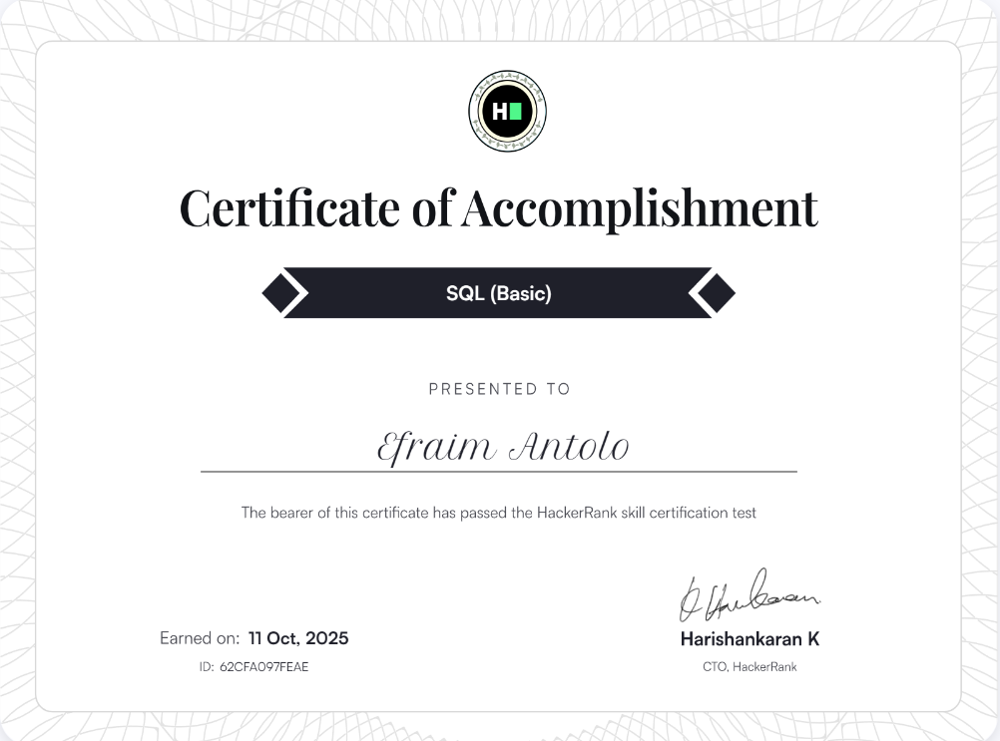 H
Certificate of Accomplishment
SQL (Basic)
PRESENTED TO
Efraim Antolo
The bearer of this certificate has passed the HackerRank skill certification test
Earned on: 11 Oct, 2025
ID: 62CFA097FEAE
Harishankaran K
CTO, HackerRank